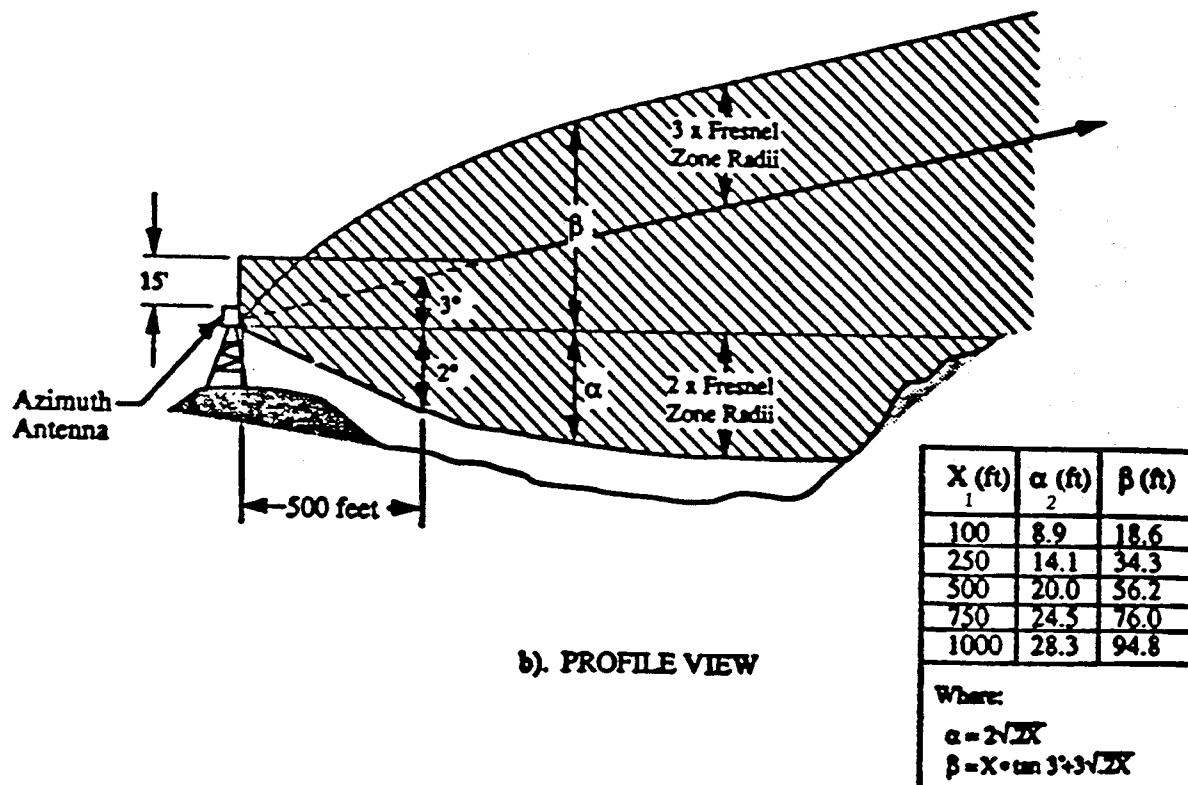 3 x Fresnel
Zone Radii
β
15'
3°
2°
α
2 x Fresnel
Zone Radii
Azimuth
Antenna
500 feet
b). PROFILE VIEW
X (ft) α (ft) β (ft)
1 2
100 8.9 18.6
250 14.1 34.3
500 20.0 56.2
750 24.5 76.0
1000 28.3 94.8
Where:
α = 2√.2X
β = X • tan 3°+3√.2X